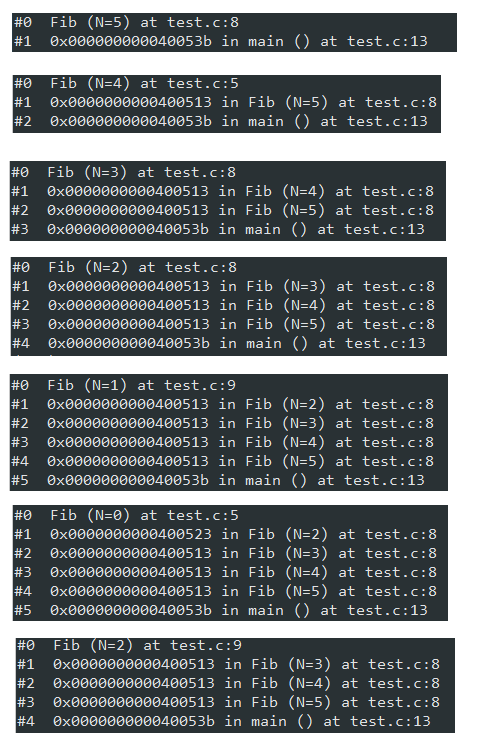 #0  Fib (N=5) at test.c:8
#1  0x000000000040053b in main () at test.c:13
#0  Fib (N=4) at test.c:5
#1  0x0000000000400513 in Fib (N=5) at test.c:8
#2  0x000000000040053b in main () at test.c:13
#0  Fib (N=3) at test.c:8
#1  0x0000000000400513 in Fib (N=4) at test.c:8
#2  0x0000000000400513 in Fib (N=5) at test.c:8
#3  0x000000000040053b in main () at test.c:13
#0  Fib (N=2) at test.c:8
#1  0x0000000000400513 in Fib (N=3) at test.c:8
#2  0x0000000000400513 in Fib (N=4) at test.c:8
#3  0x0000000000400513 in Fib (N=5) at test.c:8
#4  0x000000000040053b in main () at test.c:13
#0  Fib (N=1) at test.c:9
#1  0x0000000000400513 in Fib (N=2) at test.c:8
#2  0x0000000000400513 in Fib (N=3) at test.c:8
#3  0x0000000000400513 in Fib (N=4) at test.c:8
#4  0x0000000000400513 in Fib (N=5) at test.c:8
#5  0x000000000040053b in main () at test.c:13
#0  Fib (N=0) at test.c:5
#1  0x0000000000400523 in Fib (N=2) at test.c:8
#2  0x0000000000400513 in Fib (N=3) at test.c:8
#3  0x0000000000400513 in Fib (N=4) at test.c:8
#4  0x0000000000400513 in Fib (N=5) at test.c:8
#5  0x000000000040053b in main () at test.c:13
#0  Fib (N=2) at test.c:9
#1  0x0000000000400513 in Fib (N=3) at test.c:8
#2  0x0000000000400513 in Fib (N=4) at test.c:8
#3  0x0000000000400513 in Fib (N=5) at test.c:8
#4  0x000000000040053b in main () at test.c:13